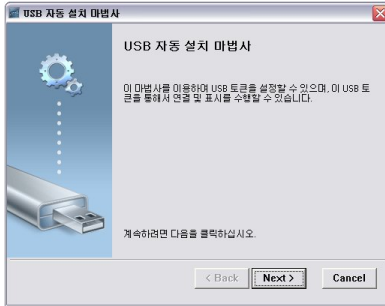 USB 자동 설치 마법사
USB 자동 설치 마법사
이 마법사를 이용하여 USB 토큰을 설정할 수 있으며, 이 USB 토
큰을 통해서 연결 및 표시를 수행할 수 있습니다.
계속하려면 다음을 클릭하십시오.
< Back
Next >
Cancel